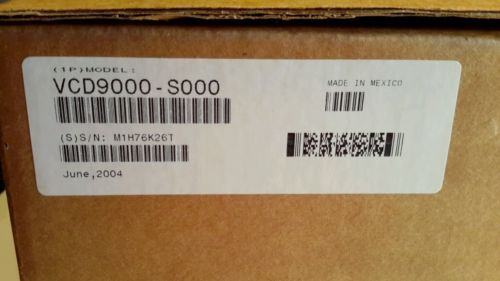 (1P)MODEL:
VCD9000-S000
MADE IN MEXICO
(S)S/N: M1H76K26T
June,2004